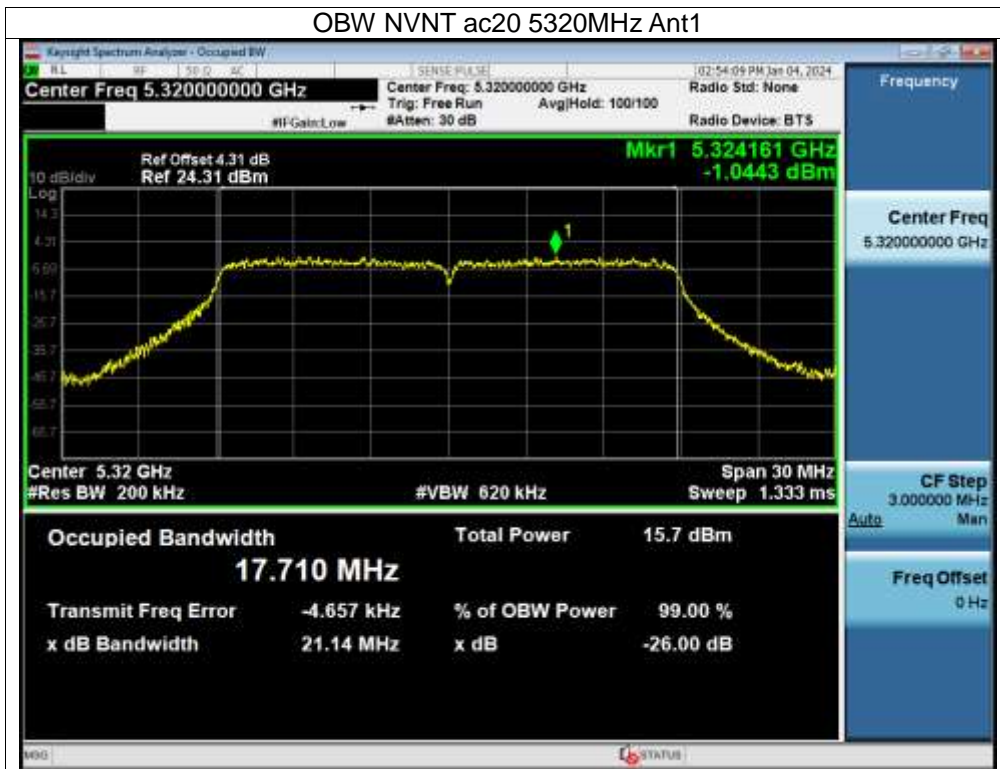 OBW NVNT ac20 5320MHz Ant1
Keysight Spectrum Analyzer - Occupied BW
RL RF 50 Ω AC SENSE:PULSE 02:54:09 PM Jan 04, 2024
Center Freq 5.320000000 GHz
Center Freq: 5.320000000 GHz
Radio Std: None
Trig: Free Run Avg|Hold: 100/100
#IFGain:Low #Atten: 30 dB Radio Device: BTS
Frequency
Ref Offset 4.31 dB
10 dB/div Ref 24.31 dBm
Mkr1 5.324161 GHz
-1.0443 dBm
Log
14.3
4.31
-5.69
-15.7
-25.7
-35.7
-45.7
-55.7
-65.7
1
Center 5.32 GHz Span 30 MHz
#Res BW 200 kHz #VBW 620 kHz Sweep 1.333 ms
Center Freq
5.320000000 GHz
CF Step
3.000000 MHz
Auto Man
Freq Offset
0 Hz
Occupied Bandwidth Total Power 15.7 dBm
17.710 MHz
Transmit Freq Error -4.657 kHz % of OBW Power 99.00 %
x dB Bandwidth 21.14 MHz x dB -26.00 dB
MSG STATUS